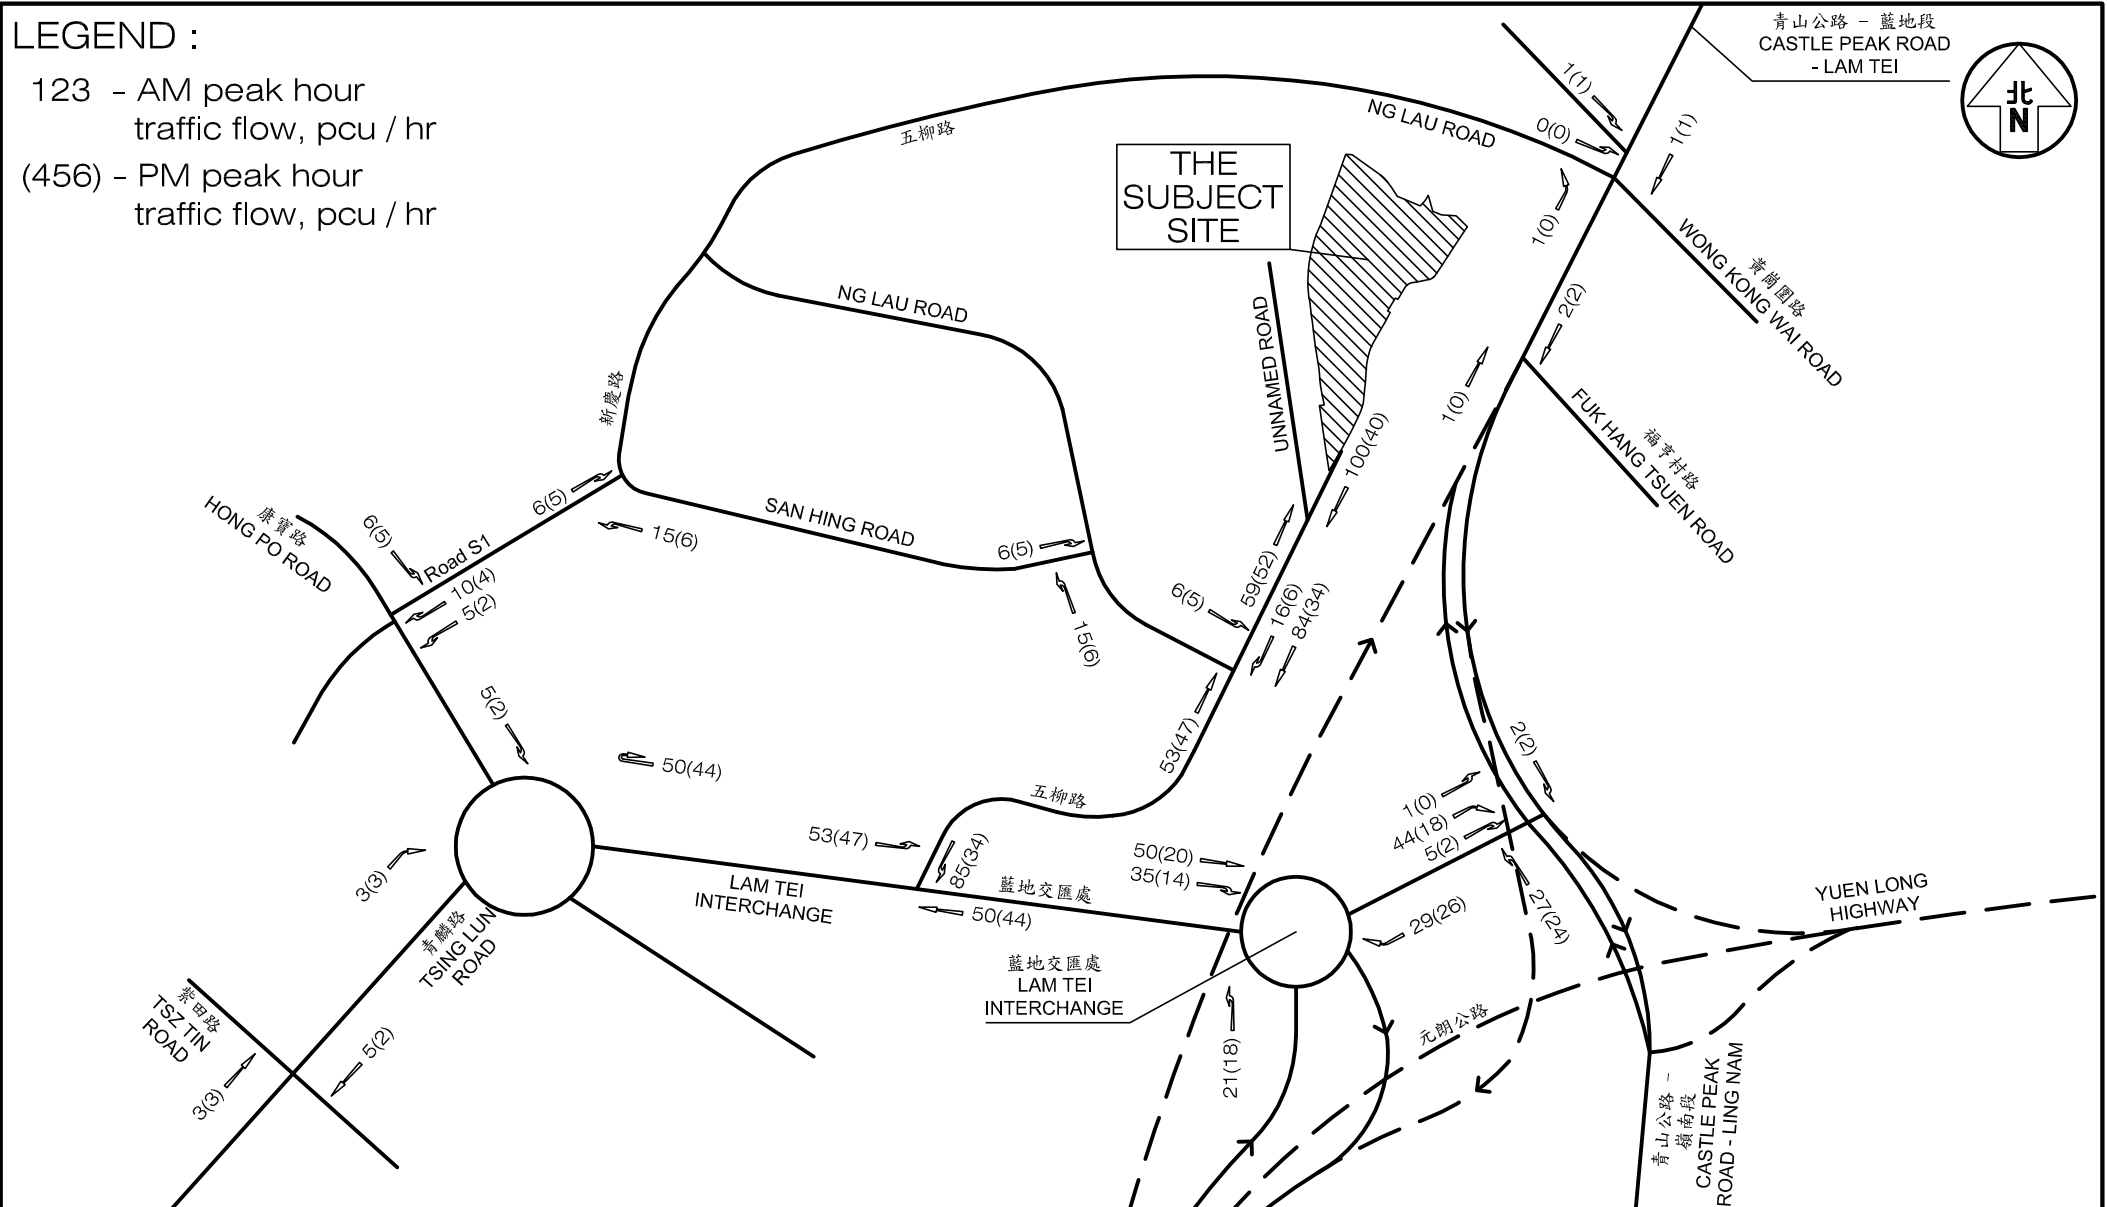 LEGEND :
123 - AM peak hour
traffic flow, pcu / hr
(456) - PM peak hour
traffic flow, pcu / hr
青山公路 - 藍地段
CASTLE PEAK ROAD
- LAM TEI
北
N
五柳路
NG LAU ROAD
1(1)
0(0)
1(1)
THE
SUBJECT
SITE
1(0)
黃崗圍路
WONG KONG WAI ROAD
2(2)
NG LAU ROAD
UNNAMED ROAD
1(0)
福亨村路
FUK HANG TSUEN ROAD
新慶路
100(40)
康寶路
HONG PO ROAD
6(5)
6(5)
Road S1
10(4)
5(2)
15(6)
SAN HING ROAD
6(5)
15(6)
6(5)
59(52)
16(6)
84(34)
5(2)
50(44)
53(47)
五柳路
2(2)
53(47)
85(34)
50(20)
35(14)
1(0)
44(18)
5(2)
3(3)
LAM TEI
INTERCHANGE
藍地交匯處
50(44)
29(26)
27(24)
YUEN LONG
HIGHWAY
青麟路
TSING LUN
ROAD
藍地交匯處
LAM TEI
INTERCHANGE
紫田路
TSZ TIN
ROAD
5(2)
3(3)
21(18)
元朗公路
青山公路 -
嶺南段
CASTLE PEAK
ROAD - LING NAM